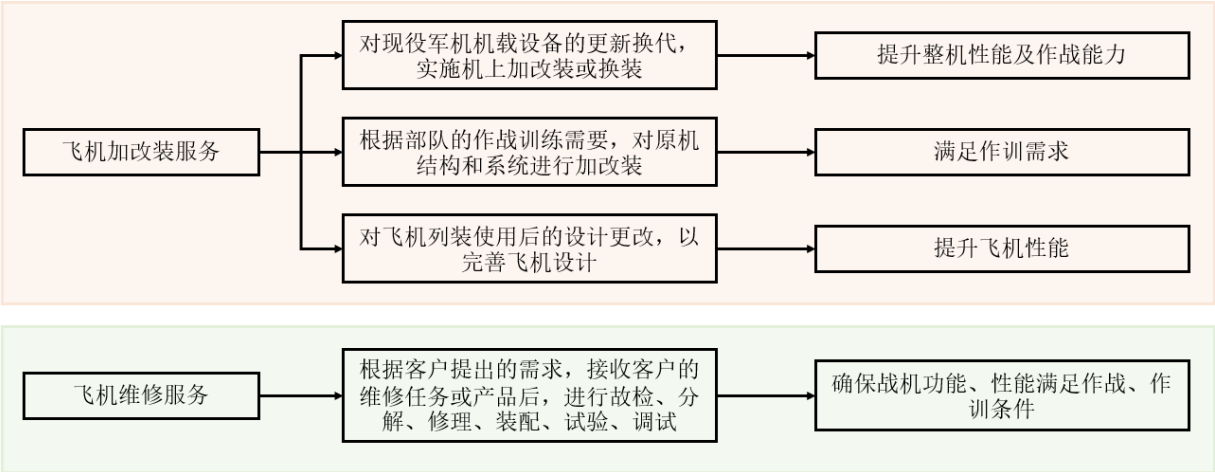 对现役军机机载设备的更新换代，
实施机上加改装或换装
提升整机性能及作战能力
飞机加改装服务
根据部队的作战训练需要，对原机
结构和系统进行加改装
满足作训需求
对飞机列装使用后的设计更改，以
完善飞机设计
提升飞机性能
飞机维修服务
根据客户提出的需求，接收客户的
维修任务或产品后，进行故检、分
解、修理、装配、试验、调试
确保战机功能、性能满足作战、作
训条件